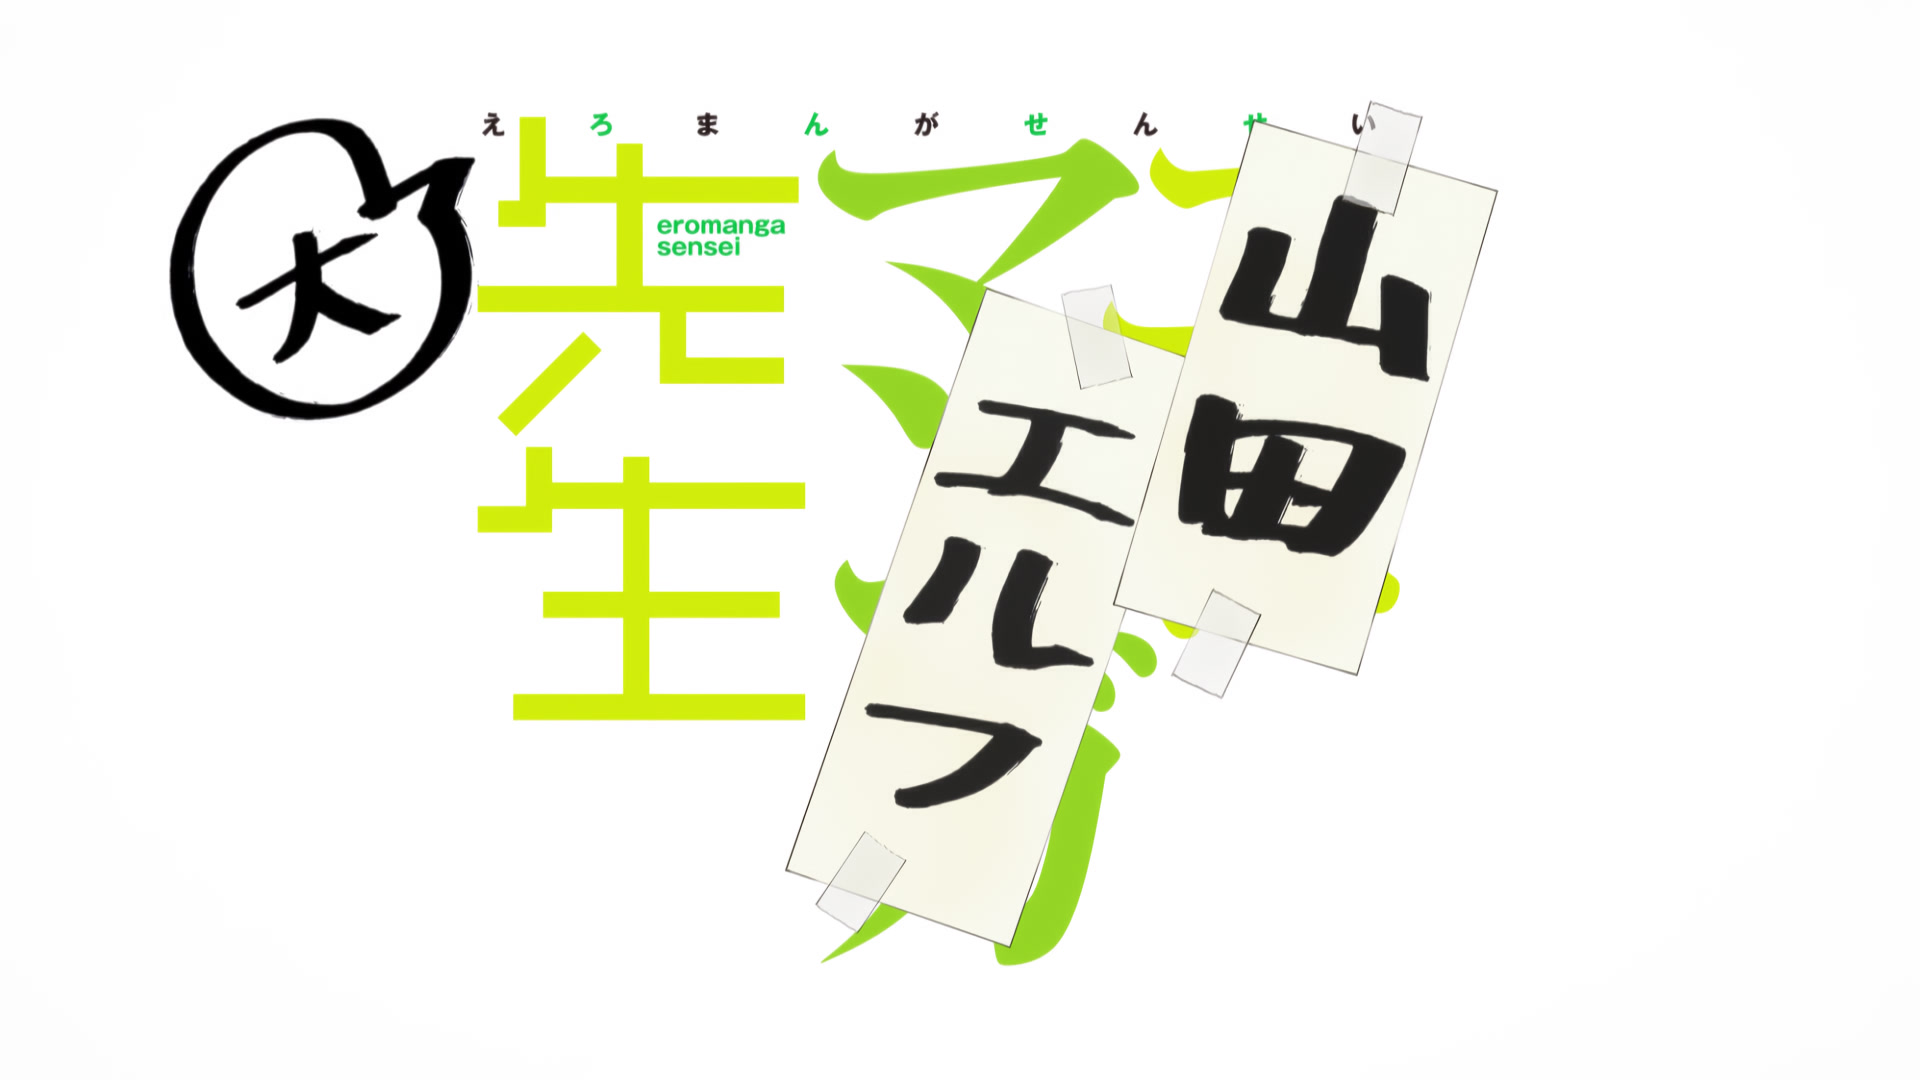 えろまんがせんせい
山田
エルフ
大
先生
eromanga
sensei